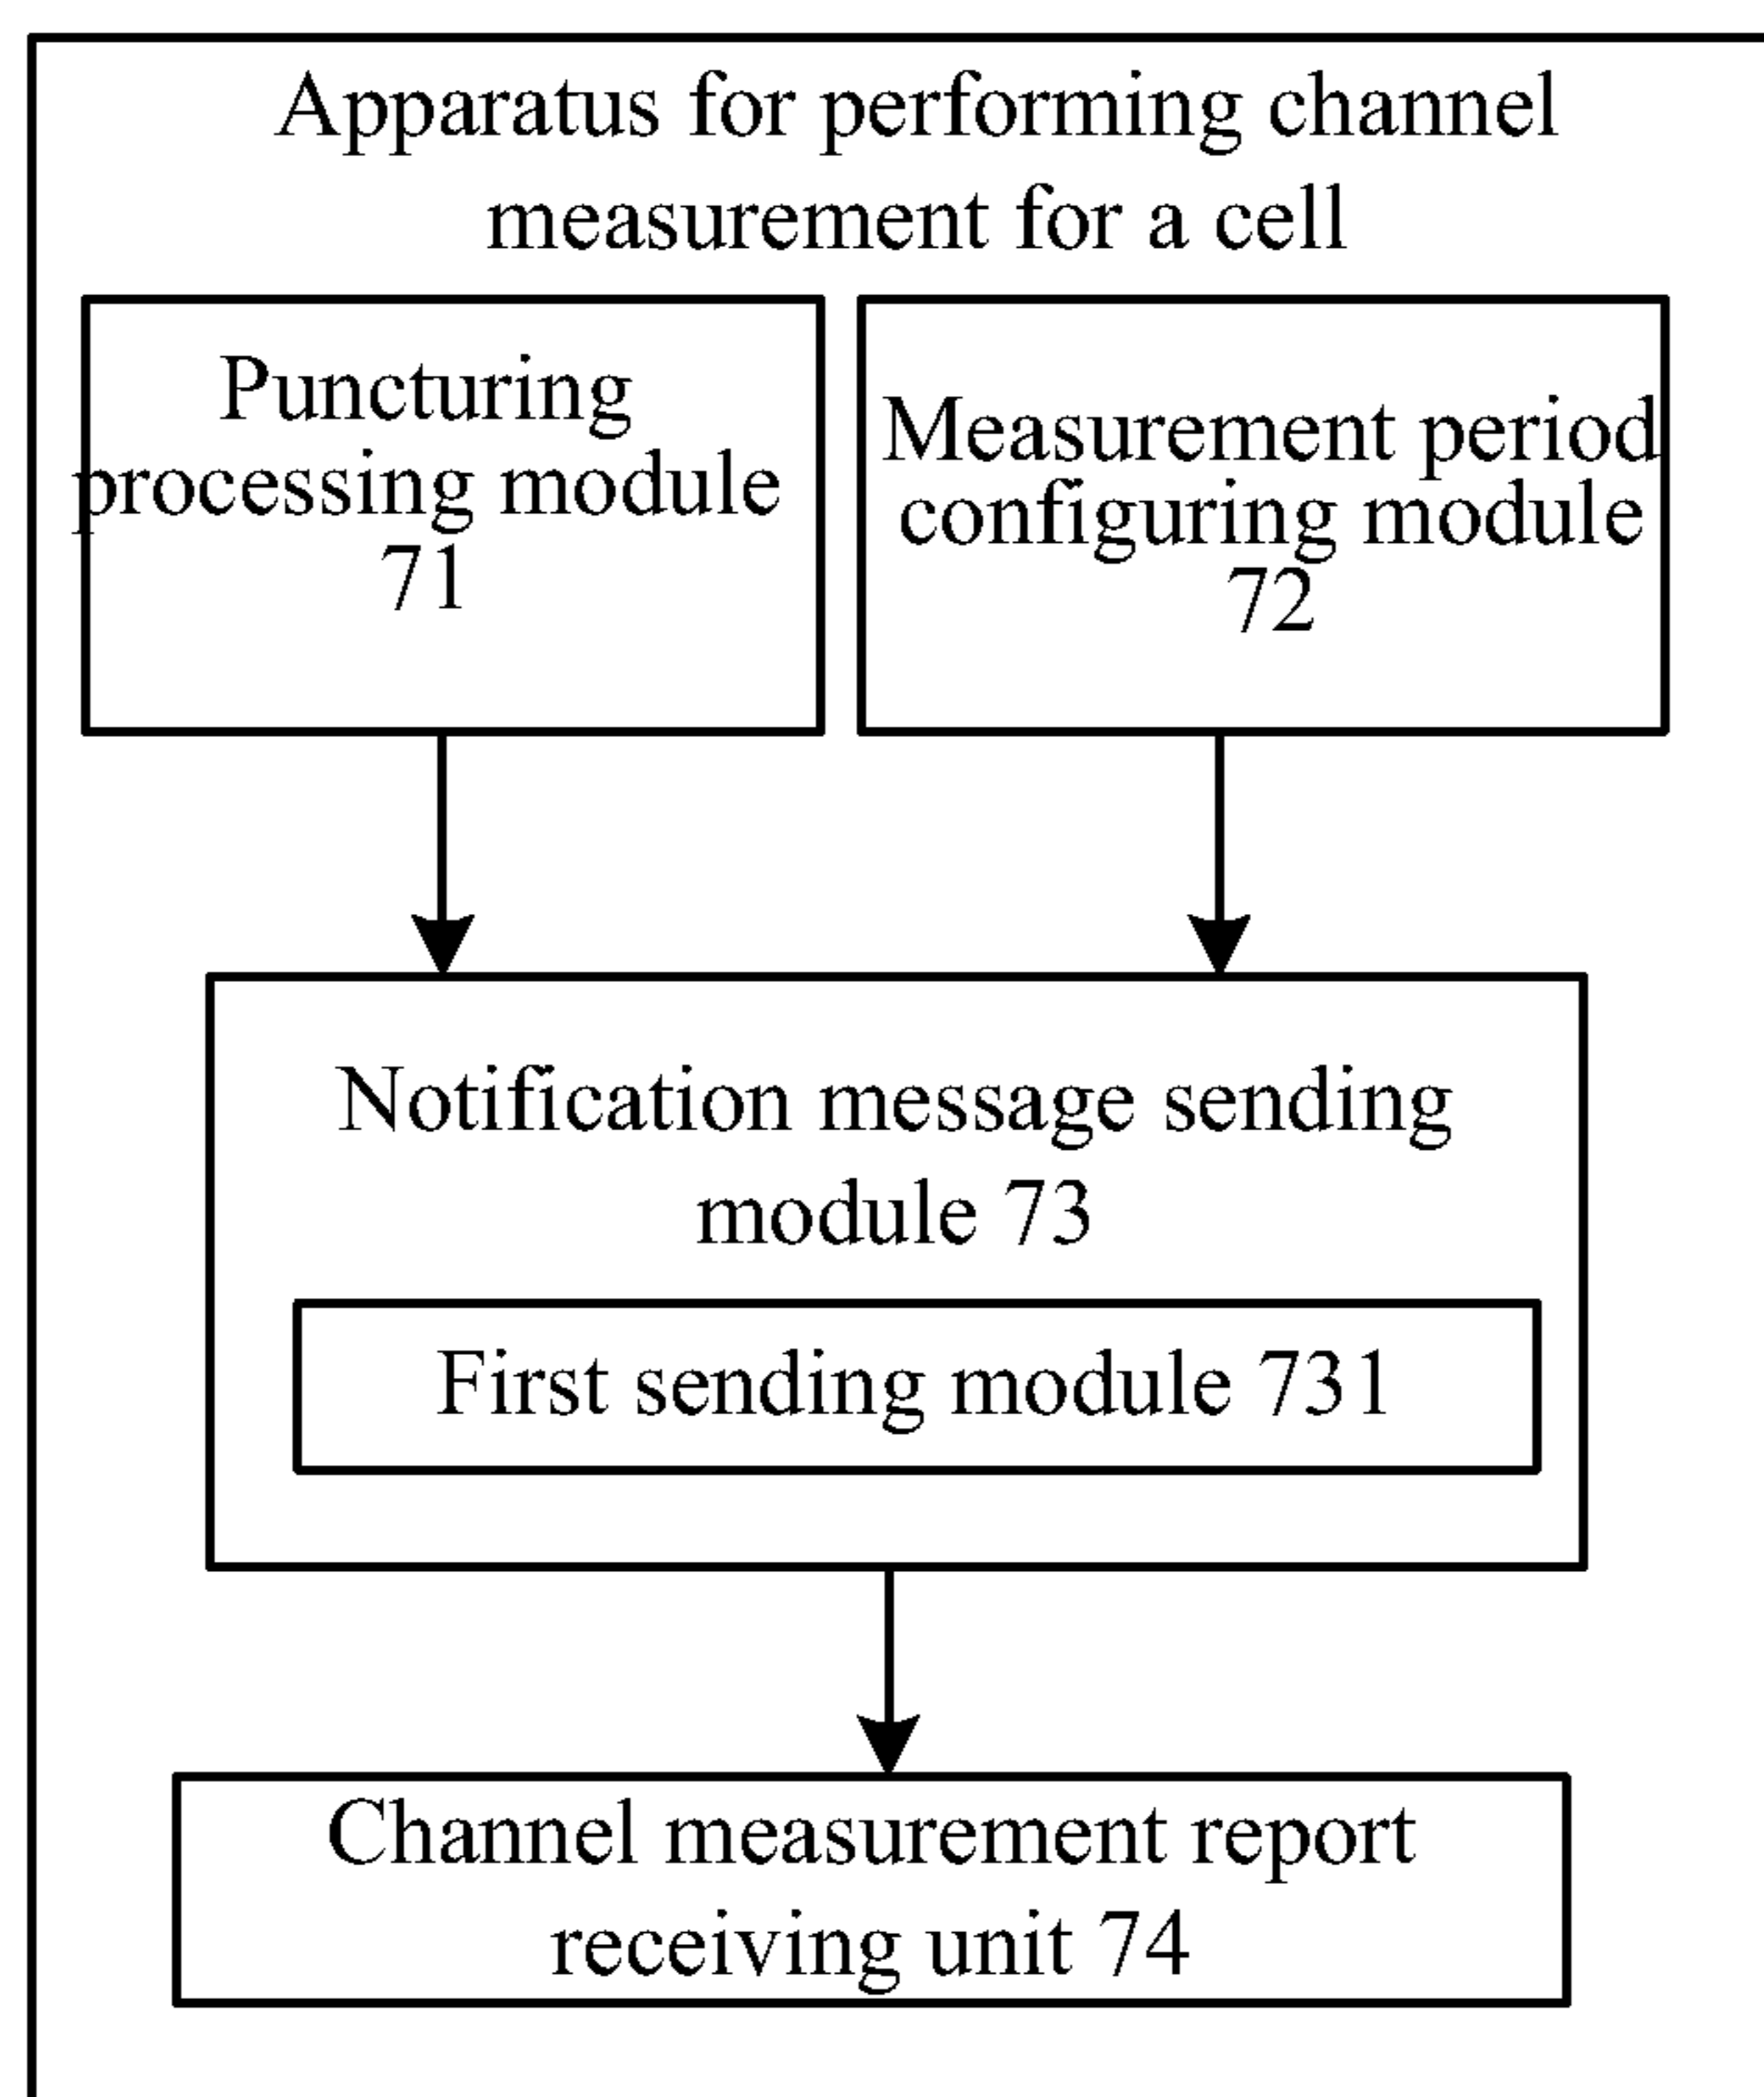 Apparatus for performing channel
measurement for a cell
Puncturing
processing module
71
Measurement period
configuring module
72
Notification message sending
module 73
First sending module 731
Channel measurement report
receiving unit 74